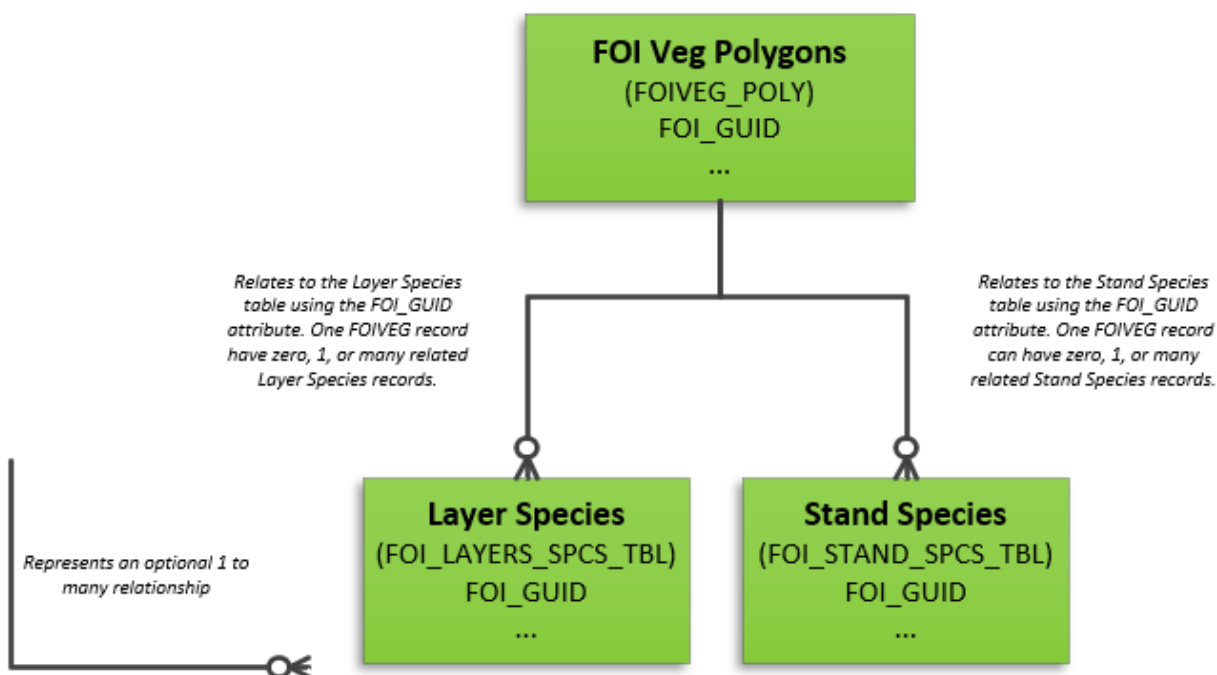 FOI Veg Polygons
(FOIVEG_POLY)
FOI_GUID
...
Relates to the Layer Species
table using the FOI_GUID
attribute. One FOIVEG record
have zero, 1, or many related
Layer Species records.
Relates to the Stand Species
table using the FOI_GUID
attribute. One FOIVEG record
can have zero, 1, or many
related Stand Species records.
Layer Species
(FOI_LAYERS_SPCS_TBL)
FOI_GUID
...
Stand Species
(FOI_STAND_SPCS_TBL)
FOI_GUID
...
Represents an optional 1 to
many relationship